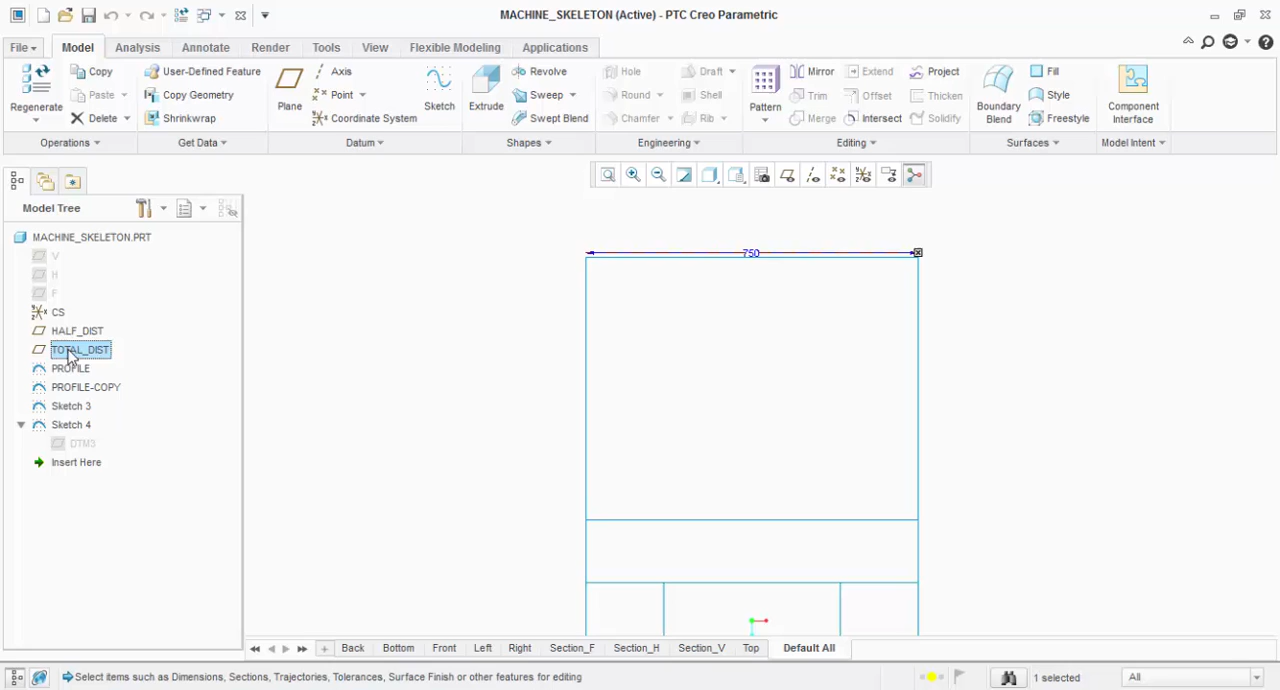 MACHINE_SKELETON (Active) - PTC Creo Parametric
File Model Analysis Annotate Render Tools View Flexible Modeling Applications
Regenerate
Copy
Paste
Delete
Operations
User-Defined Feature
Copy Geometry
Shrinkwrap
Get Data
Plane
Axis
Point
Coordinate System
Sketch
Datum
Extrude
Revolve
Sweep
Swept Blend
Shapes
Hole
Round
Chamfer
Draft
Shell
Rib
Engineering
Pattern
Mirror
Trim
Merge
Extend
Offset
Intersect
Project
Thicken
Solidify
Editing
Boundary
Blend
Fill
Style
Freestyle
Surfaces
Component
Interface
Model Intent
Model Tree
MACHINE_SKELETON.PRT
V
H
F
CS
HALF_DIST
TOTAL_DIST
PROFILE
PROFILE-COPY
Sketch 3
Sketch 4
DTM3
Insert Here
750
Back Bottom Front Left Right Section_F Section_H Section_V Top Default All
Select items such as Dimensions, Sections, Trajectories, Tolerances, Surface Finish or other features for editing
1 selected
All